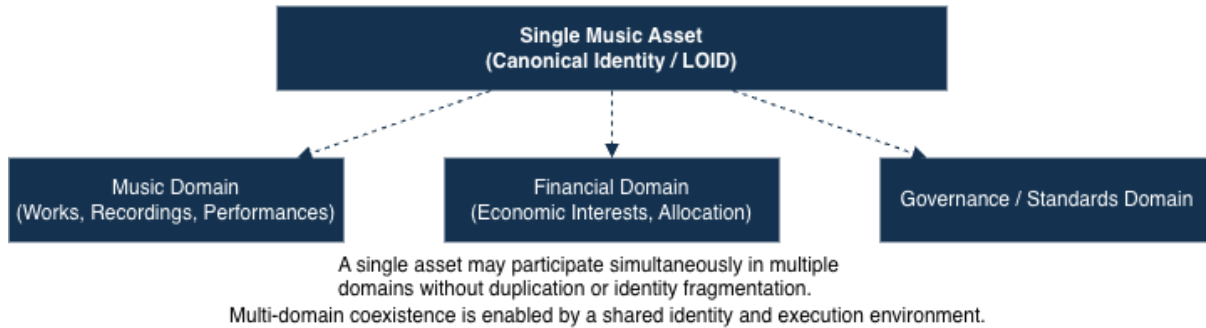 Single Music Asset
(Canonical Identity / LOID)
Music Domain
(Works, Recordings, Performances)
Financial Domain
(Economic Interests, Allocation)
Governance / Standards Domain
A single asset may participate simultaneously in multiple
domains without duplication or identity fragmentation.
Multi-domain coexistence is enabled by a shared identity and execution environment.